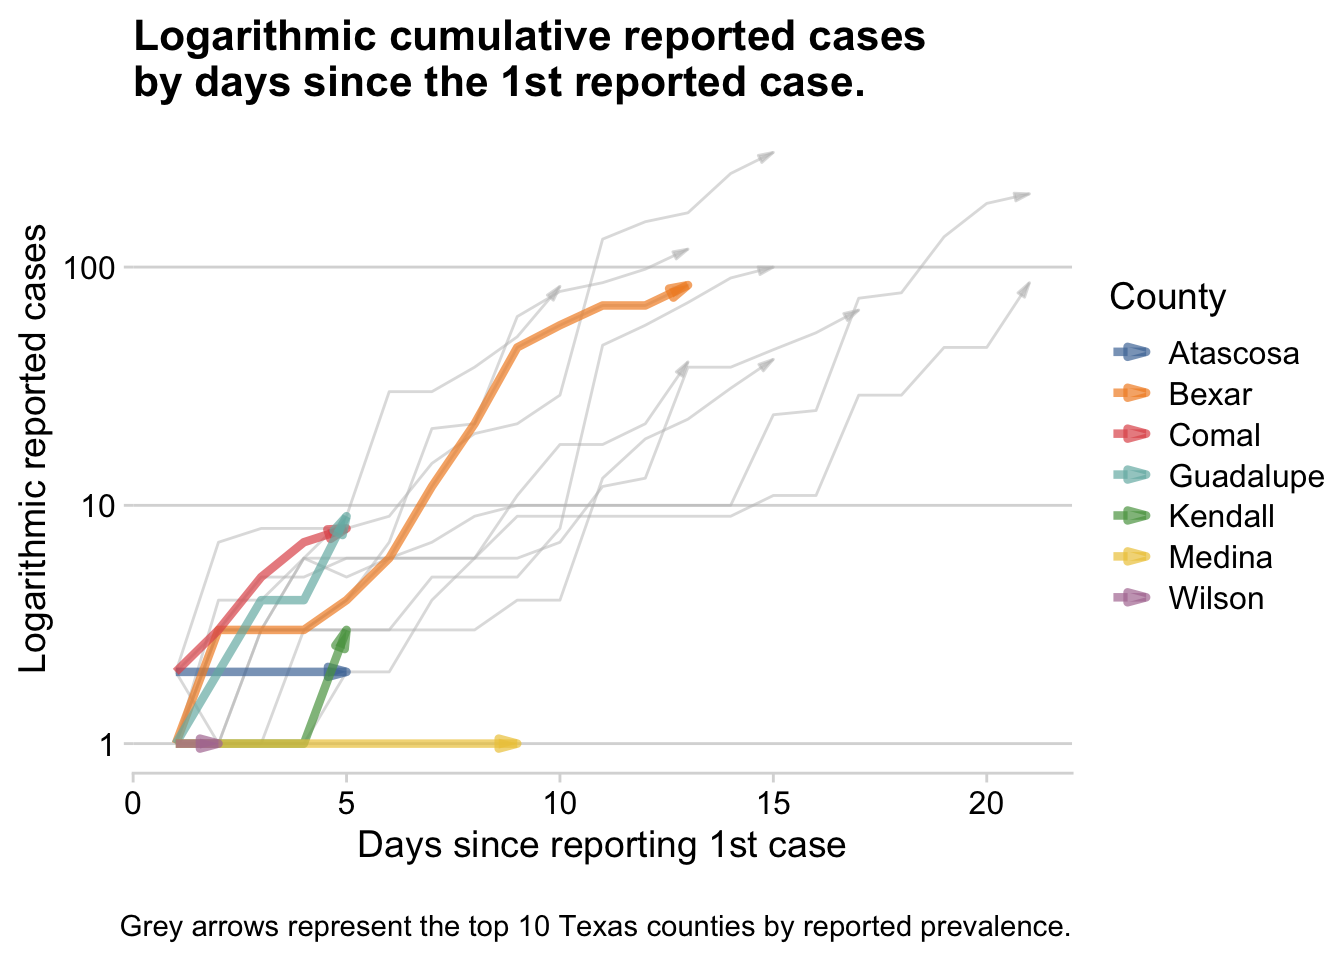 Logarithmic cumulative reported cases
by days since the 1st reported case.
Logarithmic reported cases
100
10
1
0 5 10 15 20
Days since reporting 1st case
County
Atascosa
Bexar
Comal
Guadalupe
Kendall
Medina
Wilson
Grey arrows represent the top 10 Texas counties by reported prevalence.